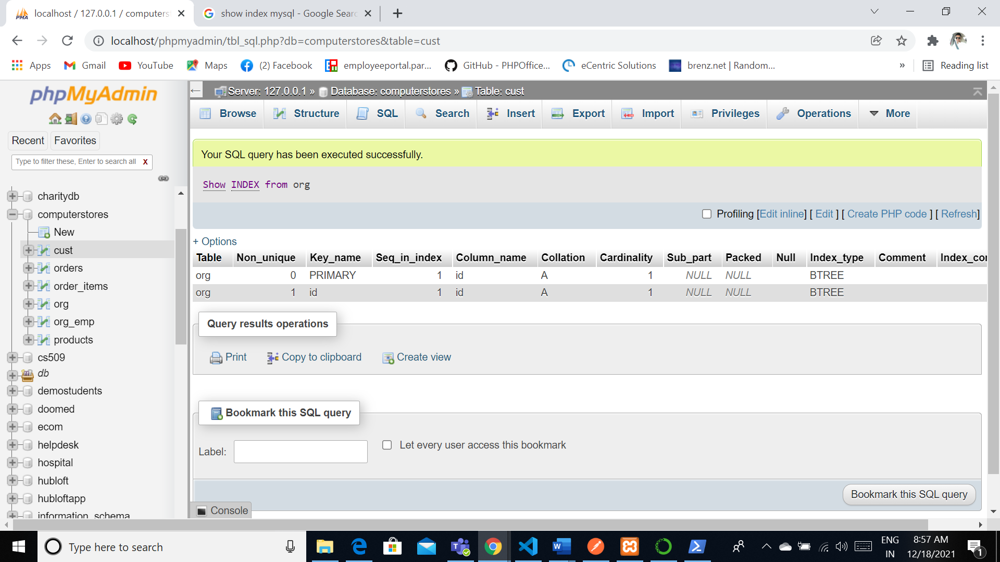 localhost / 127.0.0.1 / computers
show index mysql - Google Sear
localhost/phpmyadmin/tbl_sql.php?db=computerstores&table=cust
Apps
Gmail
YouTube
Maps
(2) Facebook
employeeportal.par...
GitHub - PHPOffice...
eCentric Solutions
brenz.net | Random...
»
Reading list
phpMyAdmin
Recent
Favorites
Type to filter these, Enter to search all X
charitydb
computerstores
New
cust
orders
order_items
org
org_emp
products
cs509
db
demostudents
doomed
ecom
helpdesk
hospital
hubloft
hubloftapp
information_schema
Server: 127.0.0.1 » Database: computerstores » Table: cust
Browse
Structure
SQL
Search
Insert
Export
Import
Privileges
Operations
More
Your SQL query has been executed successfully.
Show INDEX from org
Profiling [Edit inline] [ Edit ] [ Create PHP code ] [ Refresh]
+ Options
Table Non_unique Key_name Seq_in_index Column_name Collation Cardinality Sub_part Packed Null Index_type Comment Index_co
org 0 PRIMARY 1 id A 1 NULL NULL BTREE
org 1 id 1 id A 1 NULL NULL BTREE
Query results operations
Print
Copy to clipboard
Create view
Bookmark this SQL query
Label:
Let every user access this bookmark
Bookmark this SQL query
Console
Type here to search
ENG
IN
8:57 AM
12/18/2021
1